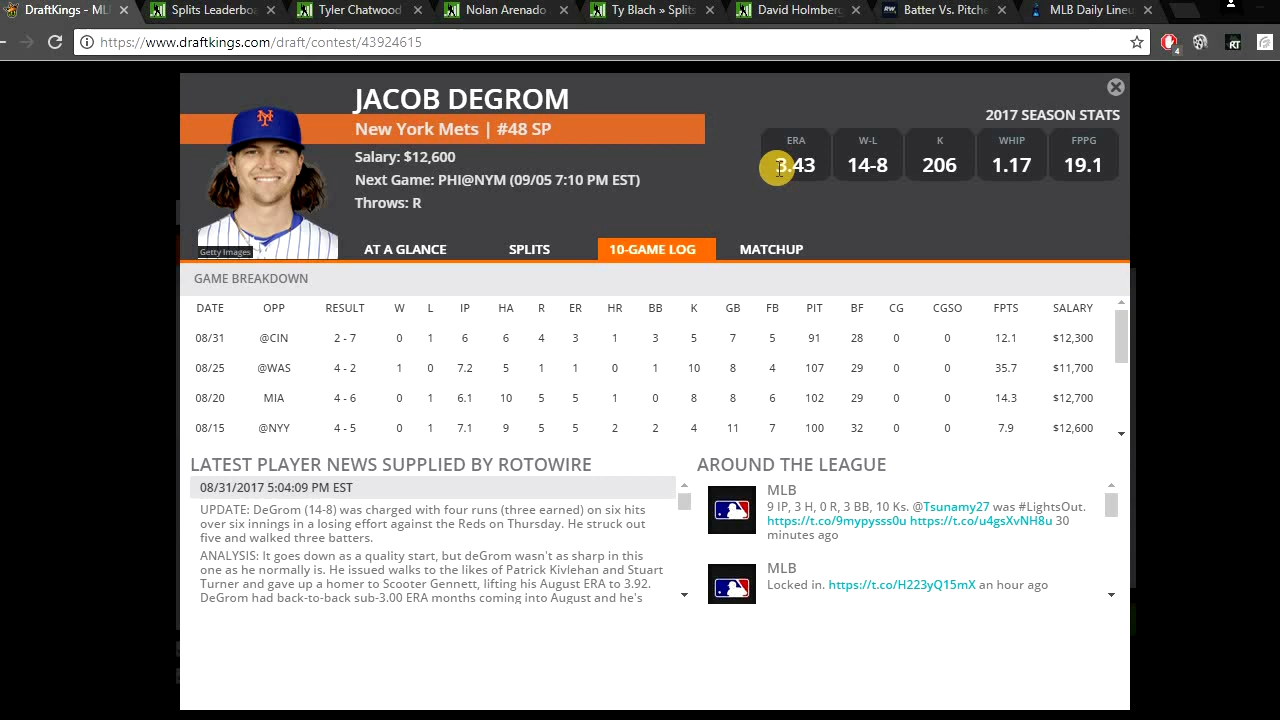 DraftKings - ML
Splits Leaderboa
Tyler Chatwood
Nolan Arenado
Ty Blach » Splits
David Holmberg
RW Batter Vs. Pitche
MLB Daily Lineu
https://www.draftkings.com/draft/contest/43924615
4
RT
JACOB DEGROM
New York Mets | #48 SP
Salary: $12,600
Next Game: PHI@NYM (09/05 7:10 PM EST)
Throws: R
Getty Images
2017 SEASON STATS
ERA W-L K WHIP FPPG
3.43 14-8 206 1.17 19.1
AT A GLANCE SPLITS 10-GAME LOG MATCHUP
GAME BREAKDOWN
DATE OPP RESULT W L IP HA R ER HR BB K GB FB PIT BF CG CGSO FPTS SALARY
08/31 @CIN 2 - 7 0 1 6 6 4 3 1 3 5 7 5 91 28 0 0 12.1 $12,300
08/25 @WAS 4 - 2 1 0 7.2 5 1 1 0 1 10 8 4 107 29 0 0 35.7 $11,700
08/20 MIA 4 - 6 0 1 6.1 10 5 5 1 0 8 8 6 102 29 0 0 14.3 $12,700
08/15 @NYY 4 - 5 0 1 7.1 9 5 5 2 2 4 11 7 100 32 0 0 7.9 $12,600
LATEST PLAYER NEWS SUPPLIED BY ROTOWIRE
08/31/2017 5:04:09 PM EST
UPDATE: DeGrom (14-8) was charged with four runs (three earned) on six hits
over six innings in a losing effort against the Reds on Thursday. He struck out
five and walked three batters.
ANALYSIS: It goes down as a quality start, but deGrom wasn't as sharp in this
one as he normally is. He issued walks to the likes of Patrick Kivlehan and Stuart
Turner and gave up a homer to Scooter Gennett, lifting his August ERA to 3.92.
DeGrom had back-to-back sub-3.00 ERA months coming into August and he's
AROUND THE LEAGUE
MLB
9 IP, 3 H, 0 R, 3 BB, 10 Ks. @Tsunamy27 was #LightsOut.
https://t.co/9mypysss0u https://t.co/u4gsXvNH8u 30
minutes ago
MLB
Locked in. https://t.co/H223yQ15mX an hour ago